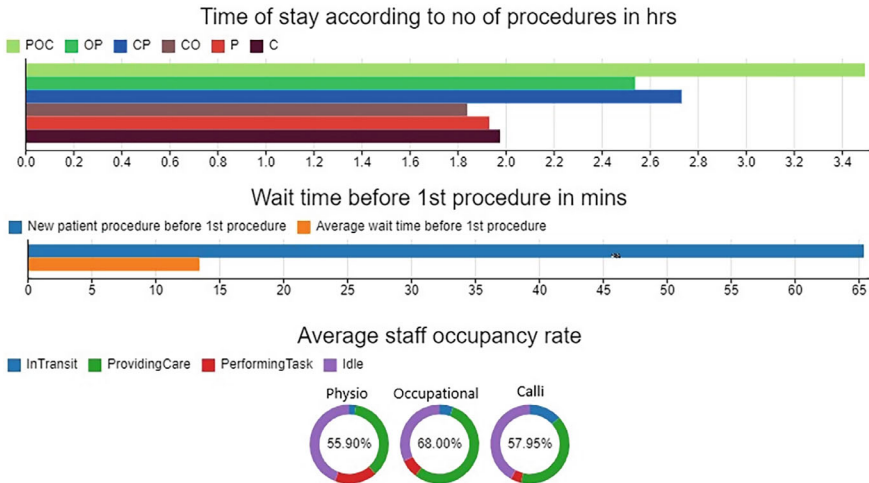 Time of stay according to no of procedures in hrs
POC OP CP CO P C
0.0 0.2 0.4 0.6 0.8 1.0 1.2 1.4 1.6 1.8 2.0 2.2 2.4 2.6 2.8 3.0 3.2 3.4
Wait time before 1st procedure in mins
New patient procedure before 1st procedure Average wait time before 1st procedure
0 5 10 15 20 25 30 35 40 45 50 55 60 65
Average staff occupancy rate
InTransit ProvidingCare PerformingTask Idle
Physio Occupational Calli
55.90% 68.00% 57.95%